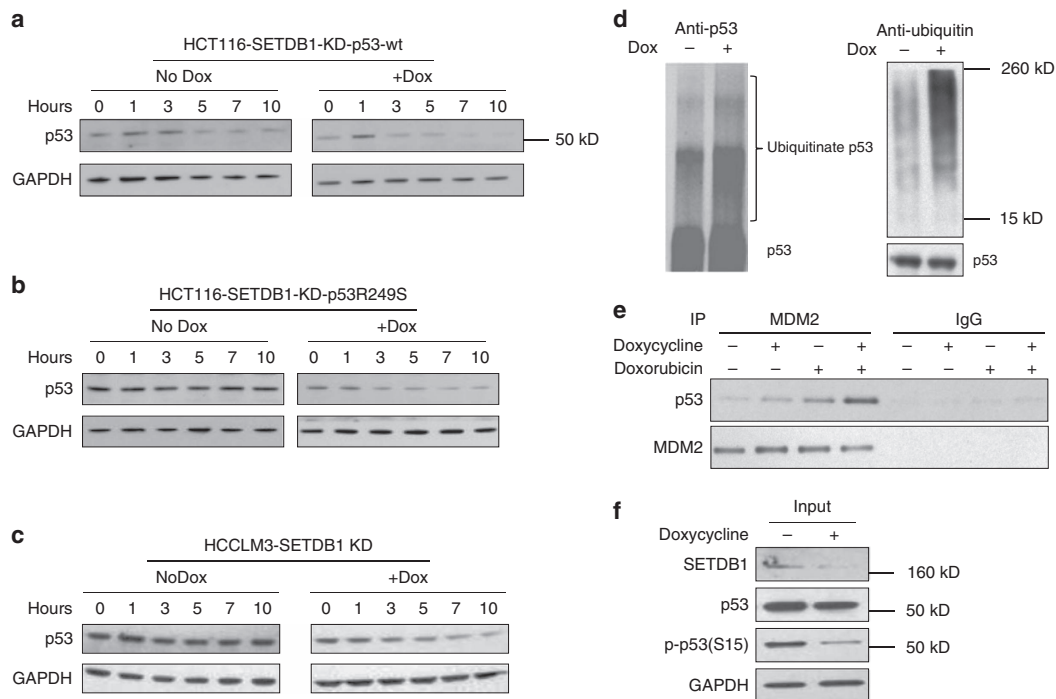 a
HCT116-SETDB1-KD-p53-wt
No Dox +Dox
Hours 0 1 3 5 7 10 0 1 3 5 7 10
p53 50 kD
GAPDH
b
HCT116-SETDB1-KD-p53R249S
No Dox +Dox
Hours 0 1 3 5 7 10 0 1 3 5 7 10
p53
GAPDH
c
HCCLM3-SETDB1 KD
NoDox +Dox
Hours 0 1 3 5 7 10 0 1 3 5 7 10
p53
GAPDH
d
Anti-p53 Anti-ubiquitin
Dox – + Dox – +
260 kD
Ubiquitinate p53
15 kD
p53 p53
e
IP MDM2 IgG
Doxycycline – + – + – + – +
Doxorubicin – – + + – – + +
p53
MDM2
f
Input
Doxycycline – +
SETDB1 160 kD
p53 50 kD
p-p53(S15) 50 kD
GAPDH